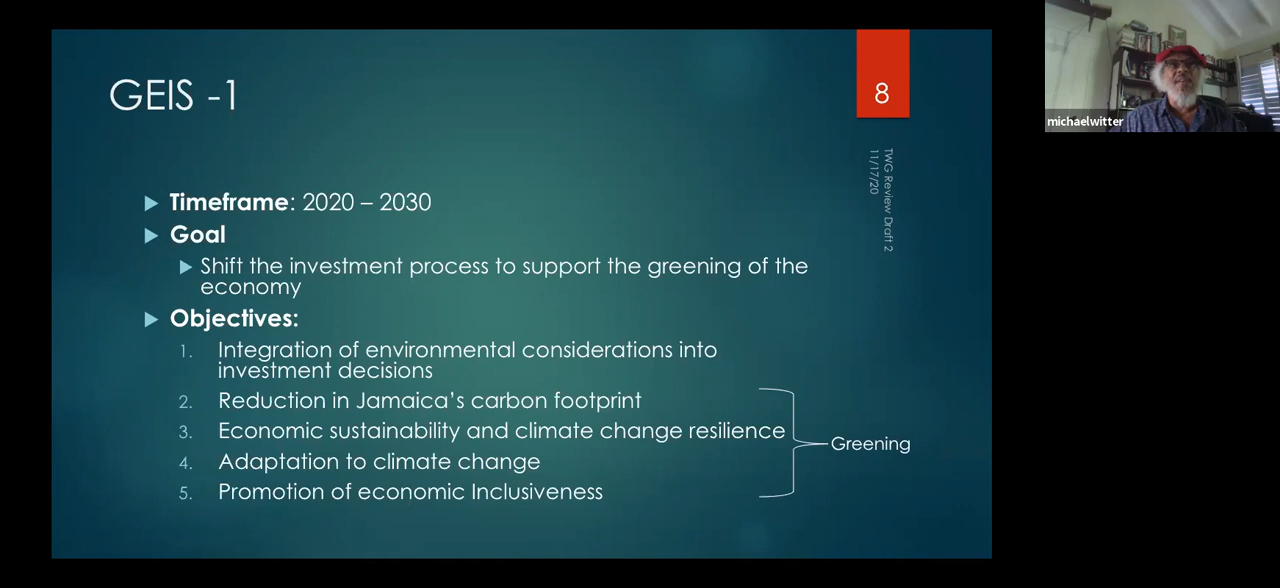 GEIS -1
8
TWG Review Draft 2
11/17/20
Timeframe: 2020 – 2030
Goal
Shift the investment process to support the greening of the
economy
Objectives:
1. Integration of environmental considerations into
investment decisions
2. Reduction in Jamaica’s carbon footprint
3. Economic sustainability and climate change resilience
4. Adaptation to climate change
5. Promotion of economic Inclusiveness
Greening
michaelwitter